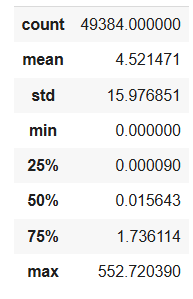 count 49384.000000
mean 4.521471
std 15.976851
min 0.000000
25% 0.000090
50% 0.015643
75% 1.736114
max 552.720390